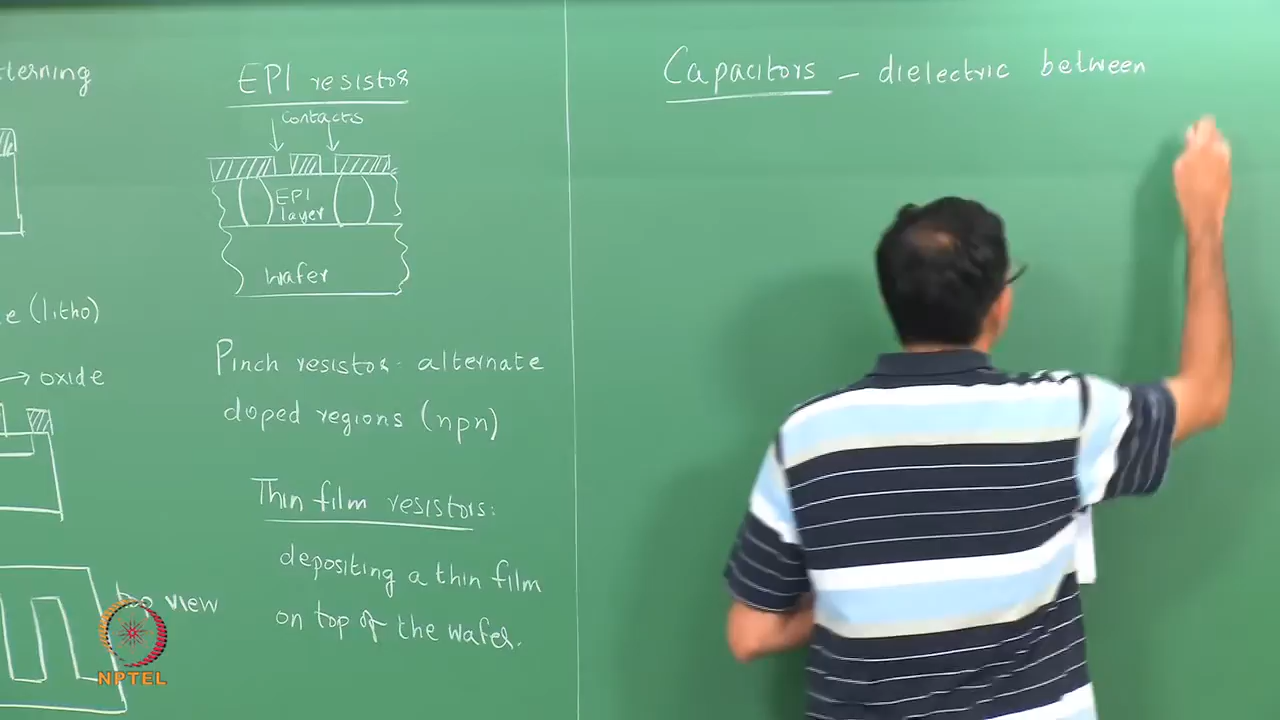 terning
e (litho)
→ oxide
Top view
EPI resistor
contacts
EPI
layer
wafer
Pinch resistor. alternate
doped regions (npn)
Thin film resistors:
depositing a thin film
on top of the wafer.
Capacitors – dielectric between
NPTEL